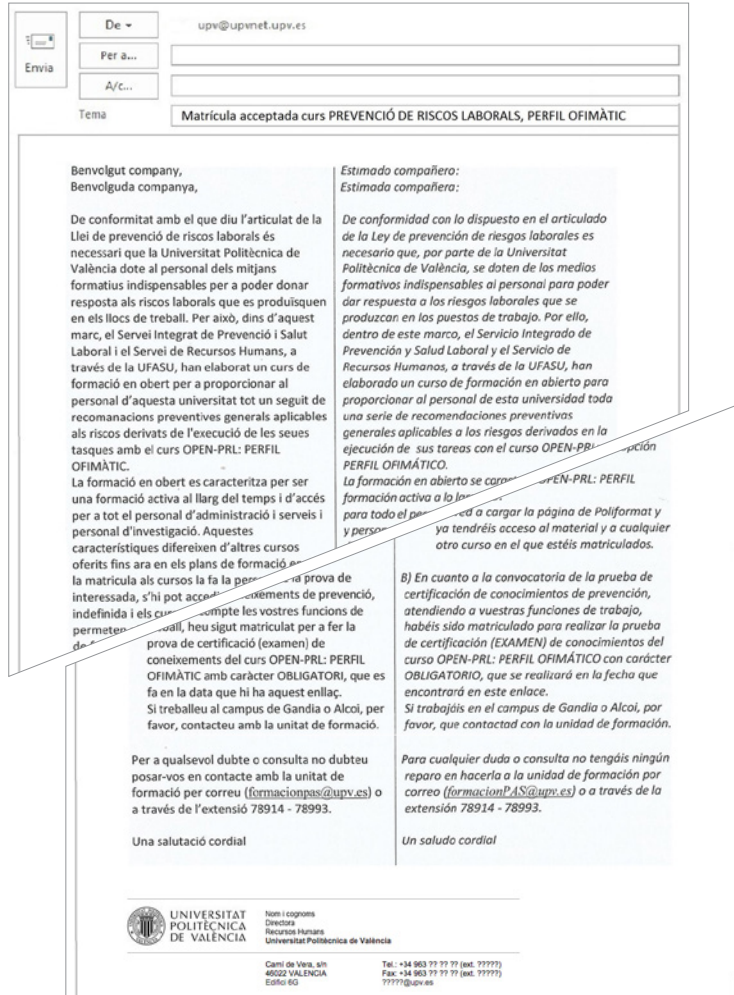 Envia
De
upv@upvnet.upv.es
Per a...
A/c...
Tema
Matrícula acceptada curs PREVENCIÓ DE RISCOS LABORALS, PERFIL OFIMÀTIC
Benvolgut company,
Benvolguda companya,
De conformitat amb el que diu l'articulat de la
Llei de prevenció de riscos laborals és
necessari que la Universitat Politècnica de
València dote al personal dels mitjans
formatius indispensables per a poder donar
resposta als riscos laborals que es produïsquen
en els llocs de treball. Per això, dins d'aquest
marc, el Servei Integrat de Prevenció i Salut
Laboral i el Servei de Recursos Humans, a
través de la UFASU, han elaborat un curs de
formació en obert per a proporcionar al
personal d'aquesta universitat tot un seguit de
recomanacions preventives generals aplicables
als riscos derivats de l'execució de les seues
tasques amb el curs OPEN-PRL: PERFIL
OFIMÀTIC.
La formació en obert es caracteritza per ser
una formació activa al llarg del temps i d'accés
per a tot el personal d'administració i serveis i
personal d'investigació. Aquestes
característiques difereixen d'altres cursos
oferits fins ara en els plans de formació
la matricula als cursos la fa la
interessada, s'hi pot
indefinida i els
permeten
Estimado compañero:
Estimada compañera:
De conformidad con lo dispuesto en el articulado
de la Ley de prevención de riesgos laborales es
necesario que, por parte de la Universitat
Politècnica de València, se doten de los medios
formativos indispensables al personal para poder
dar respuesta a los riesgos laborales que se
produzcan en los puestos de trabajo. Por ello,
dentro de este marco, el Servicio Integrado de
Prevención y Salud Laboral y el Servicio de
Recursos Humanos, a través de la UFASU, han
elaborado un curso de formación en abierto para
proporcionar al personal de esta universidad toda
una serie de recomendaciones preventivas
generales aplicables a los riesgos derivados en la
ejecución de sus tareas con el curso
PERFIL OFIMÁTICO.
La formación en abierto se
formación activa a lo
para todo el
y
la prova de
de prevenció,
compte les vostres funcions de
heu sigut matriculat per a fer la
prova de certificació (examen) de
coneixements del curs OPEN-PRL: PERFIL
OFIMÀTIC amb caràcter OBLIGATORI, que es
fa en la data que hi ha aquest enllaç.
Si treballeu al campus de Gandia o Alcoi, per
favor, contacteu amb la unitat de formació.
Per a qualsevol dubte o consulta no dubteu
posar-vos en contacte amb la unitat de
formació per correu (formacionpas@upv.es) o
a través de l'extensió 78914 - 78993.
Una salutació cordial
PERFIL
a cargar la página de Poliformat y
ya tendréis acceso al material y a cualquier
otro curso en el que estéis matriculados.
B) En cuanto a la convocatoria de la prueba de
certificación de conocimientos de prevención,
atendiendo a vuestras funciones de trabajo,
habéis sido matriculado para realizar la prueba
de certificación (EXAMEN) de conocimientos del
curso OPEN-PRL: PERFIL OFIMÁTICO con carácter
OBLIGATORIO, que se realizará en la fecha que
encontrará en este enlace.
Si trabajáis en el campus de Gandia o Alcoi, por
favor, que contactad con la unidad de formación.
Para cualquier duda o consulta no tengáis ningún
reparo en hacerla a la unidad de formación por
correo (formacionPAS@upv.es) o a través de la
extensión 78914 - 78993.
Un saludo cordial
UNIVERSITAT
POLITÈCNICA
DE VALÈNCIA
Nom i cognoms
Directora
Recursos Humans
Universitat Politècnica de València
Camí de Vera, s/n
46022 VALENCIA
Edifici 6G
Tel.: +34 963 ?? ?? ?? (ext. ?????)
Fax: +34 963 ?? ?? ?? (ext. ?????)
?????@upv.es